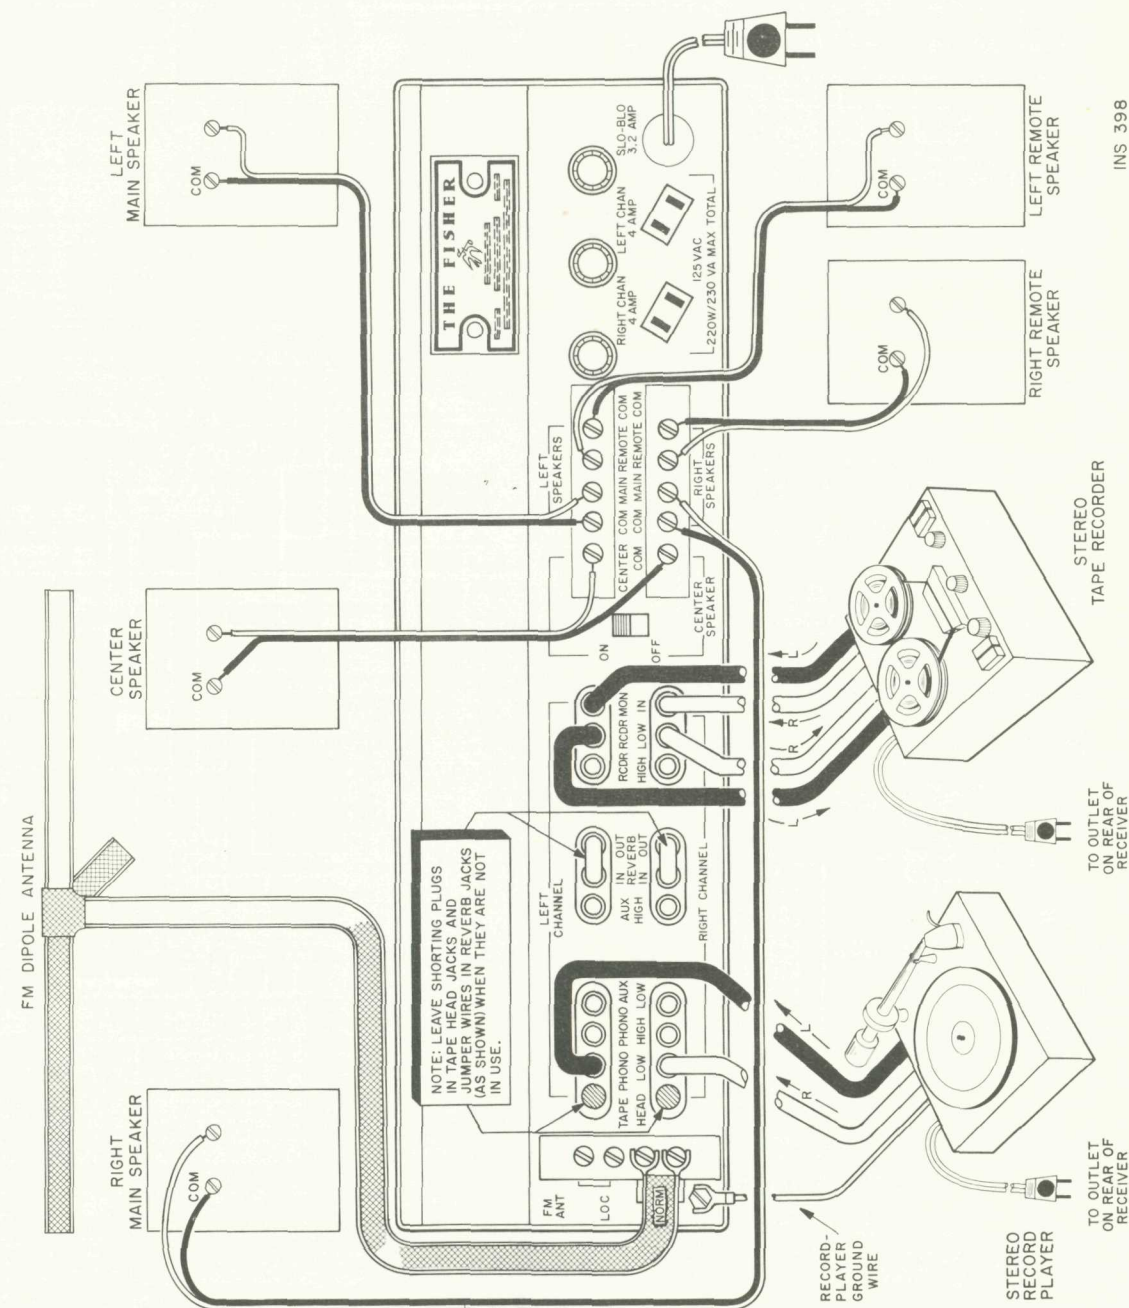 LEFT
MAIN SPEAKER
COM
CENTER
SPEAKER
COM
FM DIPOLE ANTENNA
RIGHT
MAIN SPEAKER
COM
THE FISHER
SLO-BLO
3.2 AMP
LEFT CHAN
4 AMP
RIGHT CHAN
4 AMP
125VAC
220W/230 VA MAX TOTAL
LEFT
SPEAKERS
CENTER COM MAIN REMOTE COM
COM COM MAIN REMOTE COM
RIGHT
SPEAKERS
CENTER
SPEAKER
ON
OFF
RCDR RCDR MON
HIGH LOW IN
NOTE: LEAVE SHORTING PLUGS
IN TAPE HEAD JACKS AND
JUMPER WIRES IN REVERB JACKS
(AS SHOWN) WHEN THEY ARE NOT
IN USE.
LEFT
CHANNEL
AUX IN OUT
REVERB
HIGH IN OUT
RIGHT CHANNEL
TAPE PHONO PHONO AUX
HEAD LOW HIGH LOW
FM
ANT
LOC
NORM
LEFT REMOTE
SPEAKER
COM
RIGHT REMOTE
SPEAKER
COM
L
R
R
L
STEREO
TAPE RECORDER
TO OUTLET
ON REAR OF
RECEIVER
L
R
TO OUTLET
ON REAR OF
RECEIVER
STEREO
RECORD
PLAYER
RECORD-
PLAYER
GROUND
WIRE
INS 398